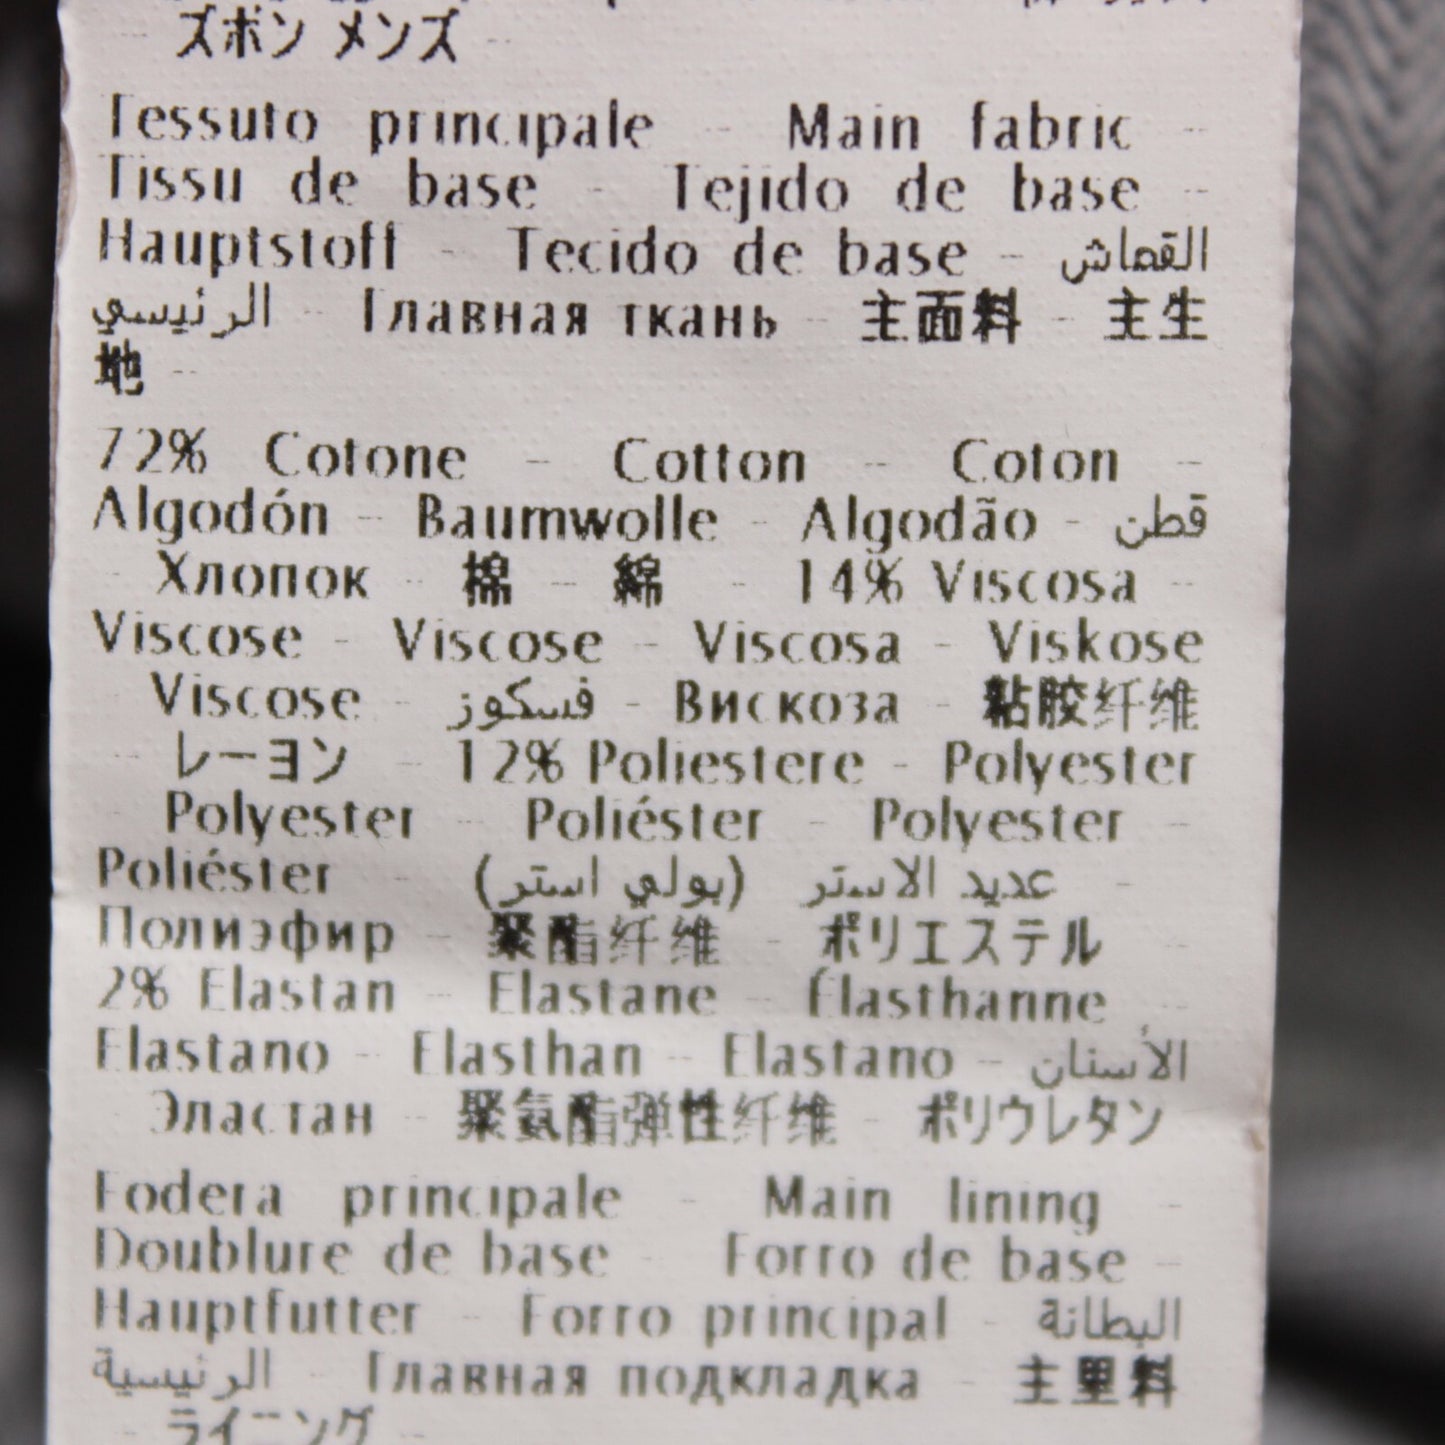 ズボン メンズ -
Tessuto principale - Main fabric -
Tissu de base - Tejido de base -
Hauptstoff - Tecido de base - القماش
الرئيسي - Главная ткань - 主面料 - 主生
地 -
72% Cotone - Cotton - Coton -
Algodón - Baumwolle - Algodão - قطن
- Хлопок - 棉 - 綿 - 14% Viscosa -
Viscose - Viscose - Viscosa - Viskose
- Viscose - فسكوز - Вискоза - 粘胶纤维
- レーヨン - 12% Poliestere - Polyester
- Polyester - Poliéster - Polyester -
Poliéster - عديد الاستر (بولي استر) -
Полиэфир - 聚酯纤维 - ポリエステル -
2% Elastan - Elastane - Élasthanne -
Elastano - Elasthan - Elastano - الأسنان
- Эластан - 聚氨酯弹性纤维 - ポリウレタン
Fodera principale - Main lining -
Doublure de base - Forro de base -
Hauptfutter - Forro principal - البطانة
الرئيسية - Главная подкладка - 主里料
- ライニング -